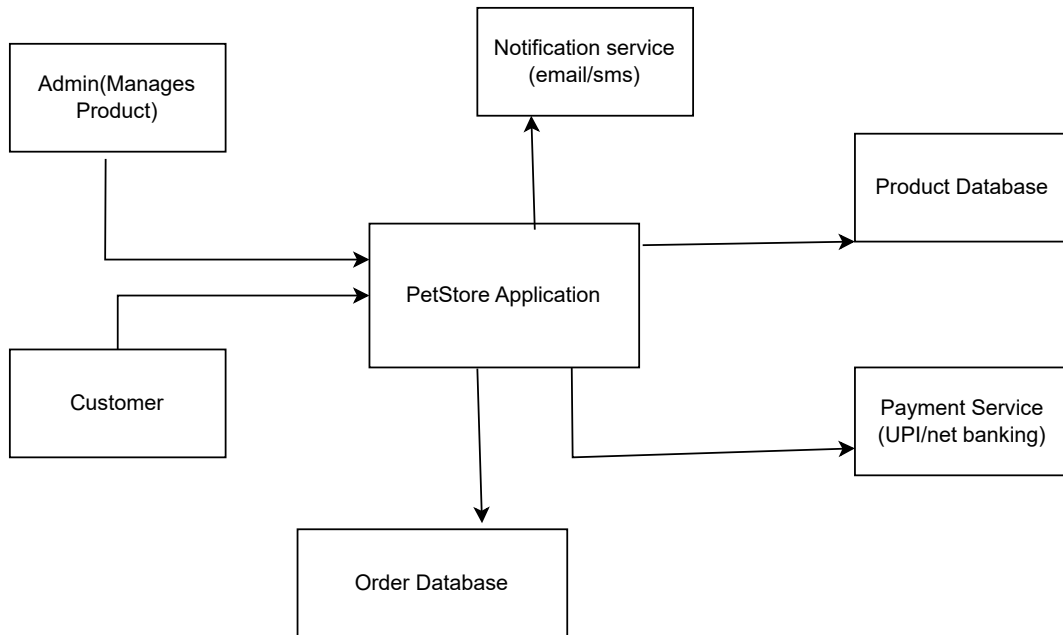 Notification service
(email/sms)
Admin(Manages
Product)
Product Database
PetStore Application
Customer
Payment Service
(UPI/net banking)
Order Database